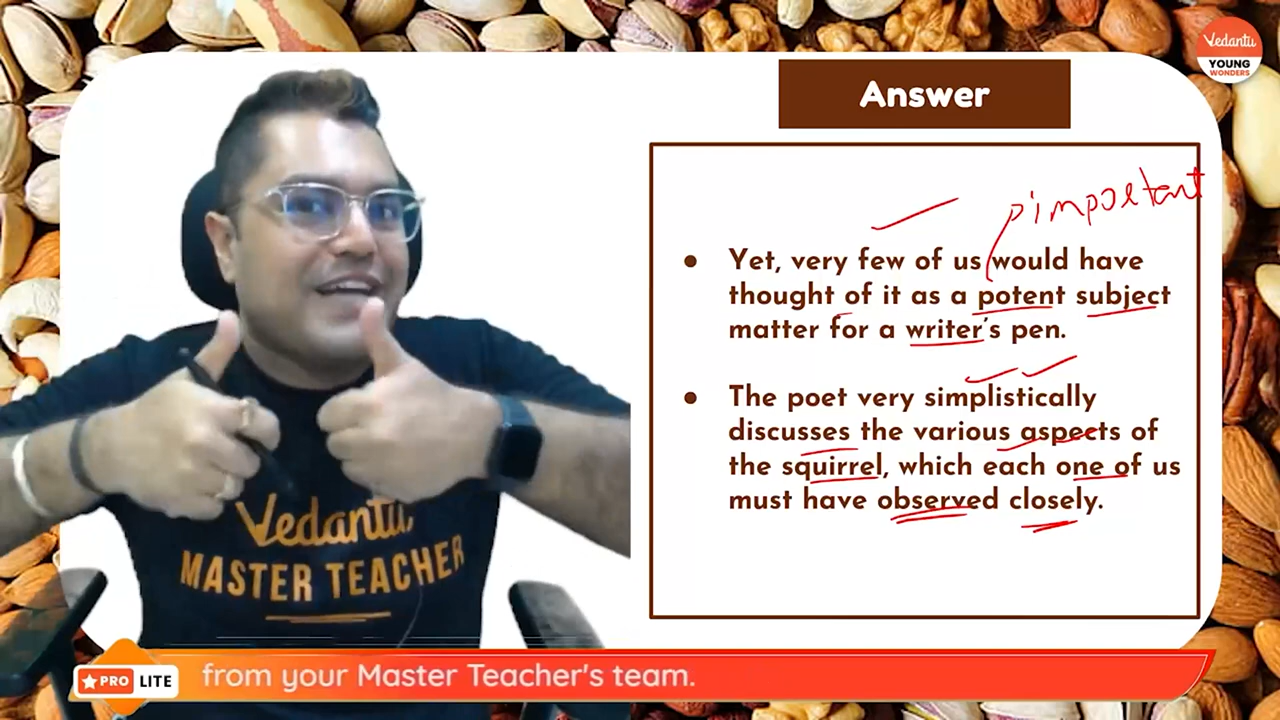 Vedantu
YOUNG
WONDERS
Answer
pimportant
● Yet, very few of us would have
thought of it as a potent subject
matter for a writer's pen.
● The poet very simplistically
discusses the various aspects of
the squirrel, which each one of us
must have observed closely.
Vedantu
MASTER TEACHER
PRO LITE
from your Master Teacher's team.